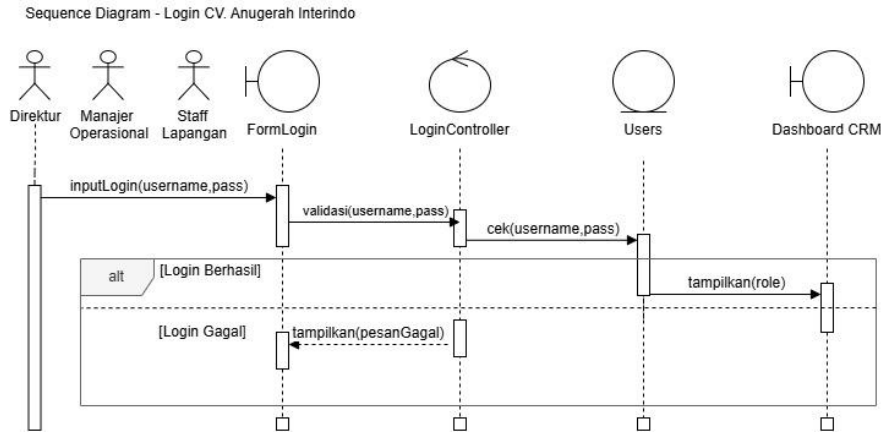 Sequence Diagram - Login CV. Anugerah Interindo
Direktur
Manajer
Operasional
Staff
Lapangan
FormLogin
LoginController
Users
Dashboard CRM
inputLogin(username,pass)
validasi(username,pass)
cek(username,pass)
alt
[Login Berhasil]
tampilkan(role)
[Login Gagal]
tampilkan(pesanGagal)